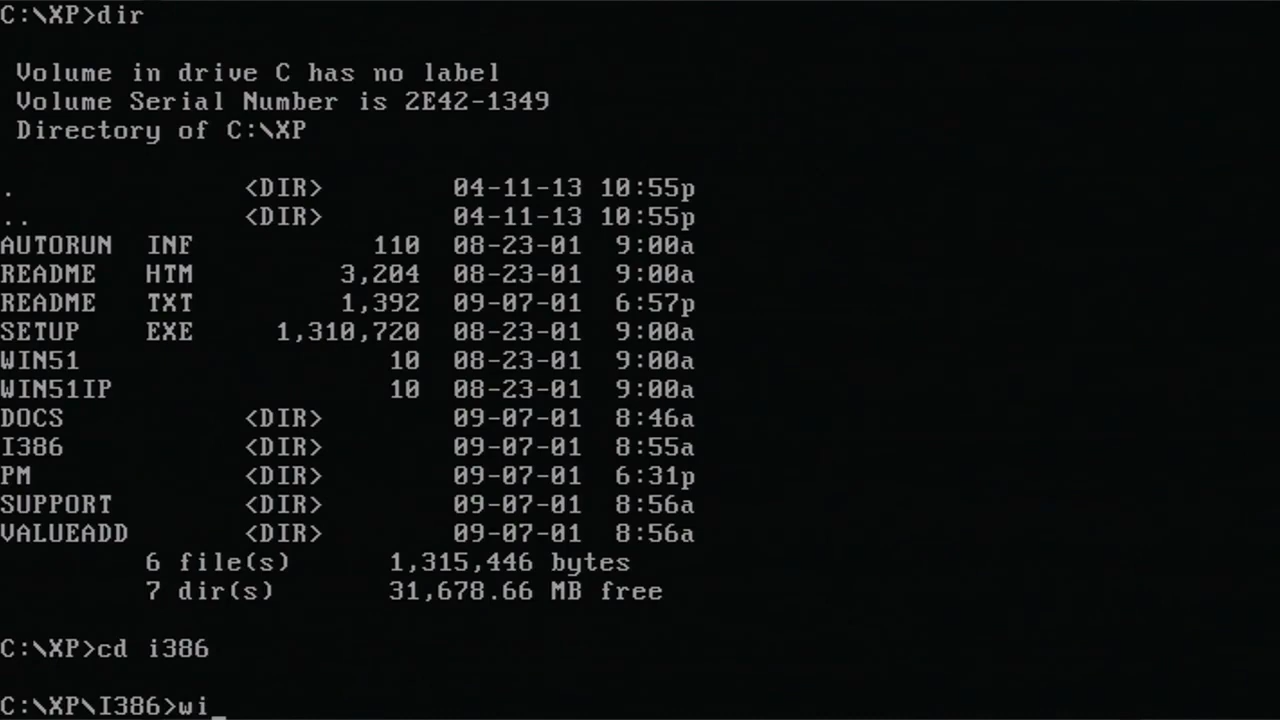 C:\XP>dir
Volume in drive C has no label
Volume Serial Number is 2E42-1349
Directory of C:\XP
. <DIR> 04-11-13 10:55p
.. <DIR> 04-11-13 10:55p
AUTORUN INF 110 08-23-01 9:00a
README HTM 3,204 08-23-01 9:00a
README TXT 1,392 09-07-01 6:57p
SETUP EXE 1,310,720 08-23-01 9:00a
WIN51 10 08-23-01 9:00a
WIN51IP 10 08-23-01 9:00a
DOCS <DIR> 09-07-01 8:46a
I386 <DIR> 09-07-01 8:55a
PM <DIR> 09-07-01 6:31p
SUPPORT <DIR> 09-07-01 8:56a
VALUEADD <DIR> 09-07-01 8:56a
6 file(s) 1,315,446 bytes
7 dir(s) 31,678.66 MB free
C:\XP>cd i386
C:\XP\I386>wi_